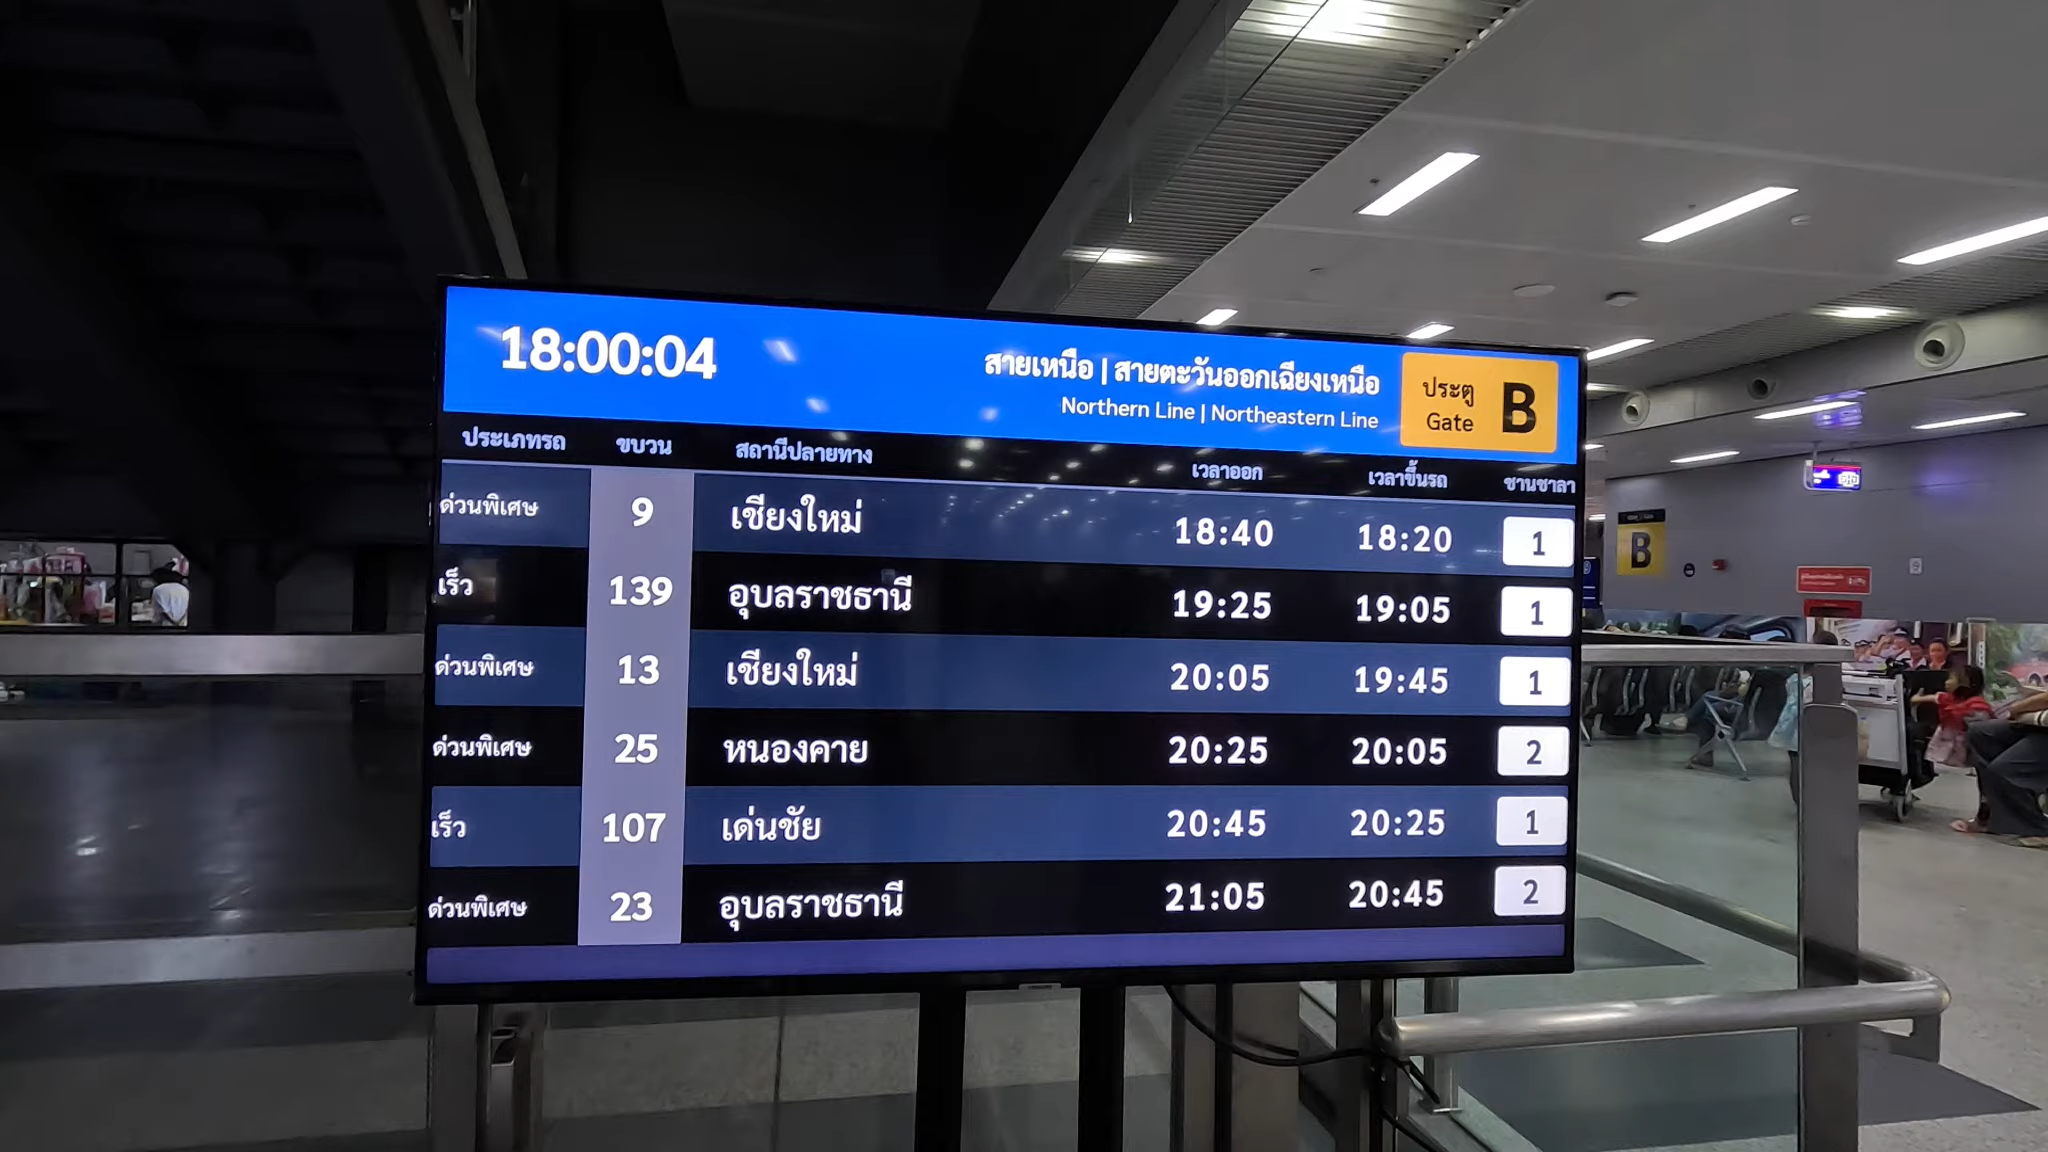 18:00:04
สายเหนือ | สายตะวันออกเฉียงเหนือ
Northern Line | Northeastern Line
ประตู
Gate
B
ประเภทรถ ขบวน สถานีปลายทาง เวลาออก เวลาขึ้นรถ ชานชาลา
ด่วนพิเศษ 9 เชียงใหม่ 18:40 18:20 1
เร็ว 139 อุบลราชธานี 19:25 19:05 1
ด่วนพิเศษ 13 เชียงใหม่ 20:05 19:45 1
ด่วนพิเศษ 25 หนองคาย 20:25 20:05 2
เร็ว 107 เด่นชัย 20:45 20:25 1
ด่วนพิเศษ 23 อุบลราชธานี 21:05 20:45 2
B